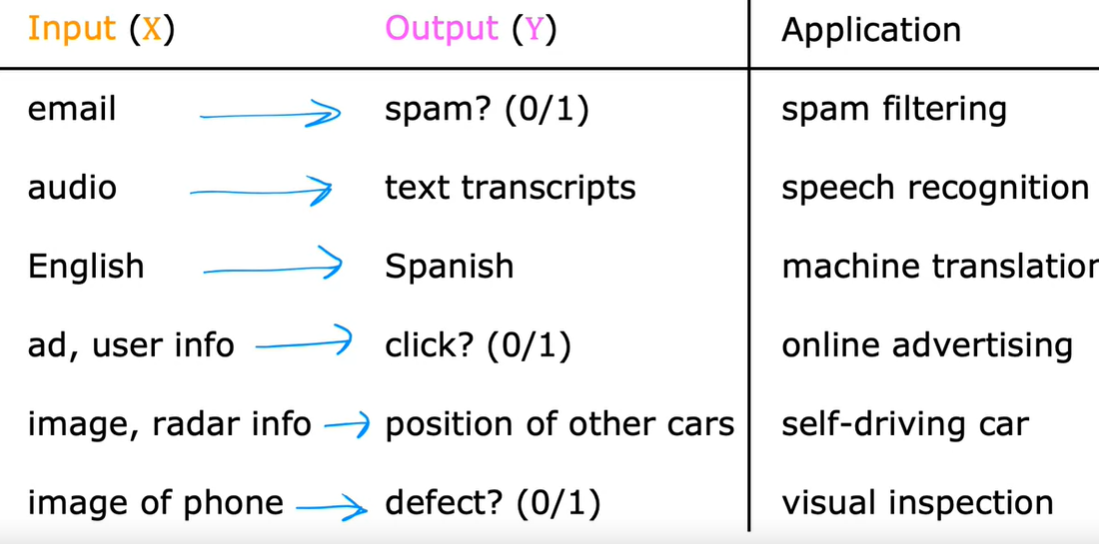 Input (X) Output (Y) Application
email spam? (0/1) spam filtering
audio text transcripts speech recognition
English Spanish machine translation
ad, user info click? (0/1) online advertising
image, radar info position of other cars self-driving car
image of phone defect? (0/1) visual inspection